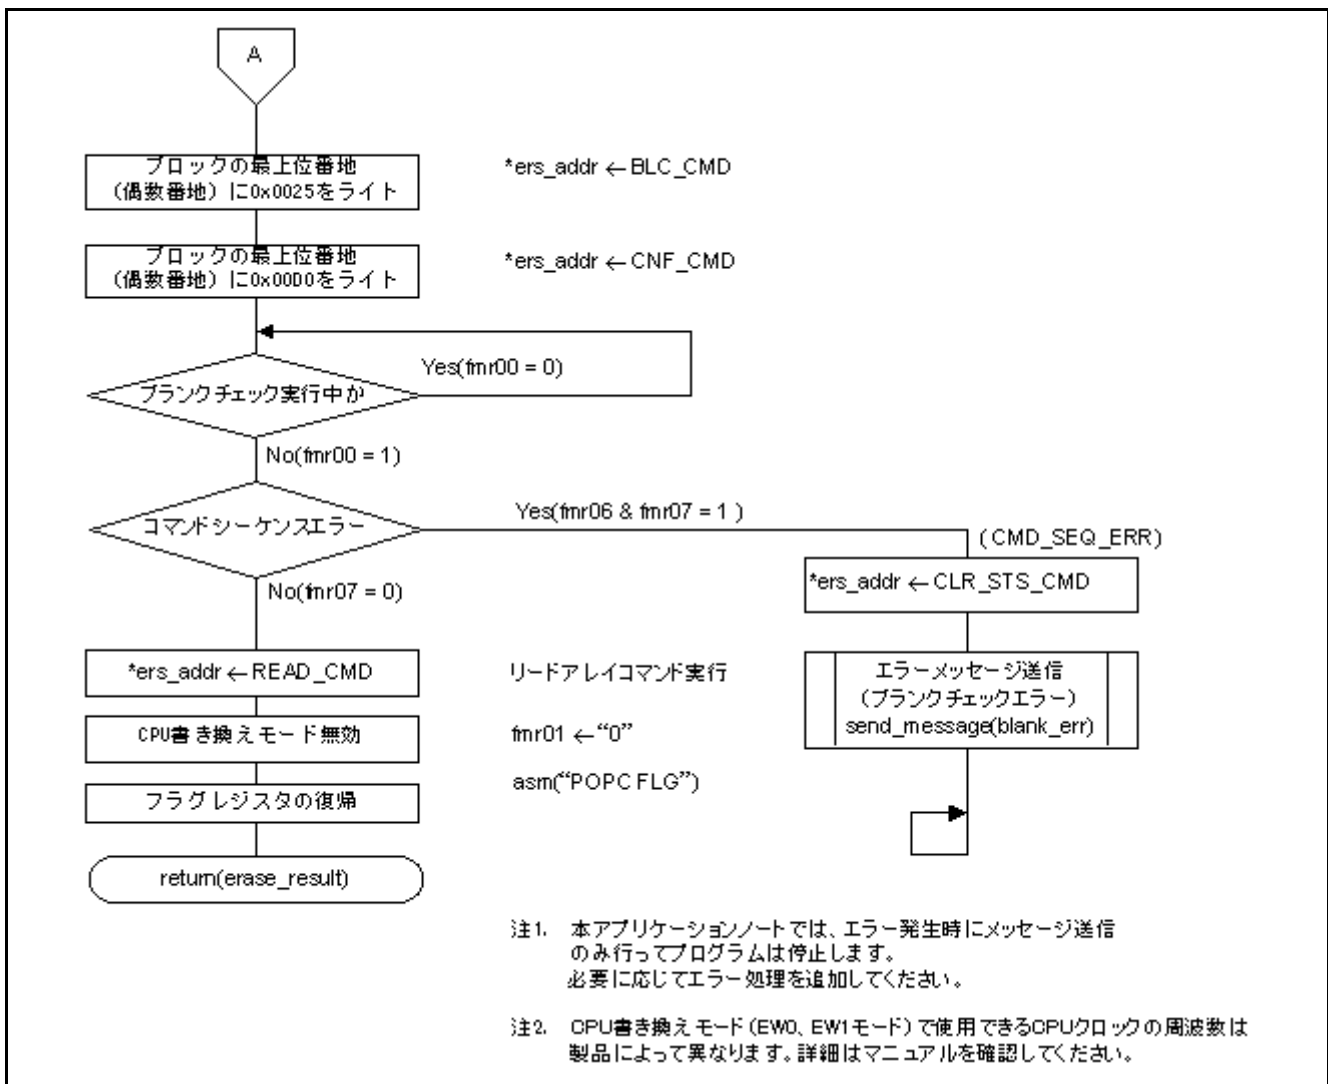 A
ブロックの最上位番地
(偶数番地)に0x0025をライト
*ers_addr ← BLC_CMD
ブロックの最上位番地
(偶数番地)に0x00D0をライト
*ers_addr ← CNF_CMD
Yes(fmr00 = 0)
ブランクチェック実行中か
No(fmr00 = 1)
コマンドシーケンスエラー
Yes(fmr06 & fmr07 = 1 )
(CMD_SEQ_ERR)
*ers_addr ← CLR_STS_CMD
No(fmr07 = 0)
*ers_addr ← READ_CMD
リードアレイコマンド実行
エラーメッセージ送信
(ブランクチェックエラー)
send_message(blank_err)
CPU書き換えモード無効
fmr01 ← “0”
フラグレジスタの復帰
asm(“POPC FLG”)
return(erase_result)
注1. 本アプリケーションノートでは、エラー発生時にメッセージ送信
のみ行ってプログラムは停止します。
必要に応じてエラー処理を追加してください。
注2. CPU書き換えモード(EW0、EW1モード)で使用できるCPUクロックの周波数は
製品によって異なります。詳細はマニュアルを確認してください。